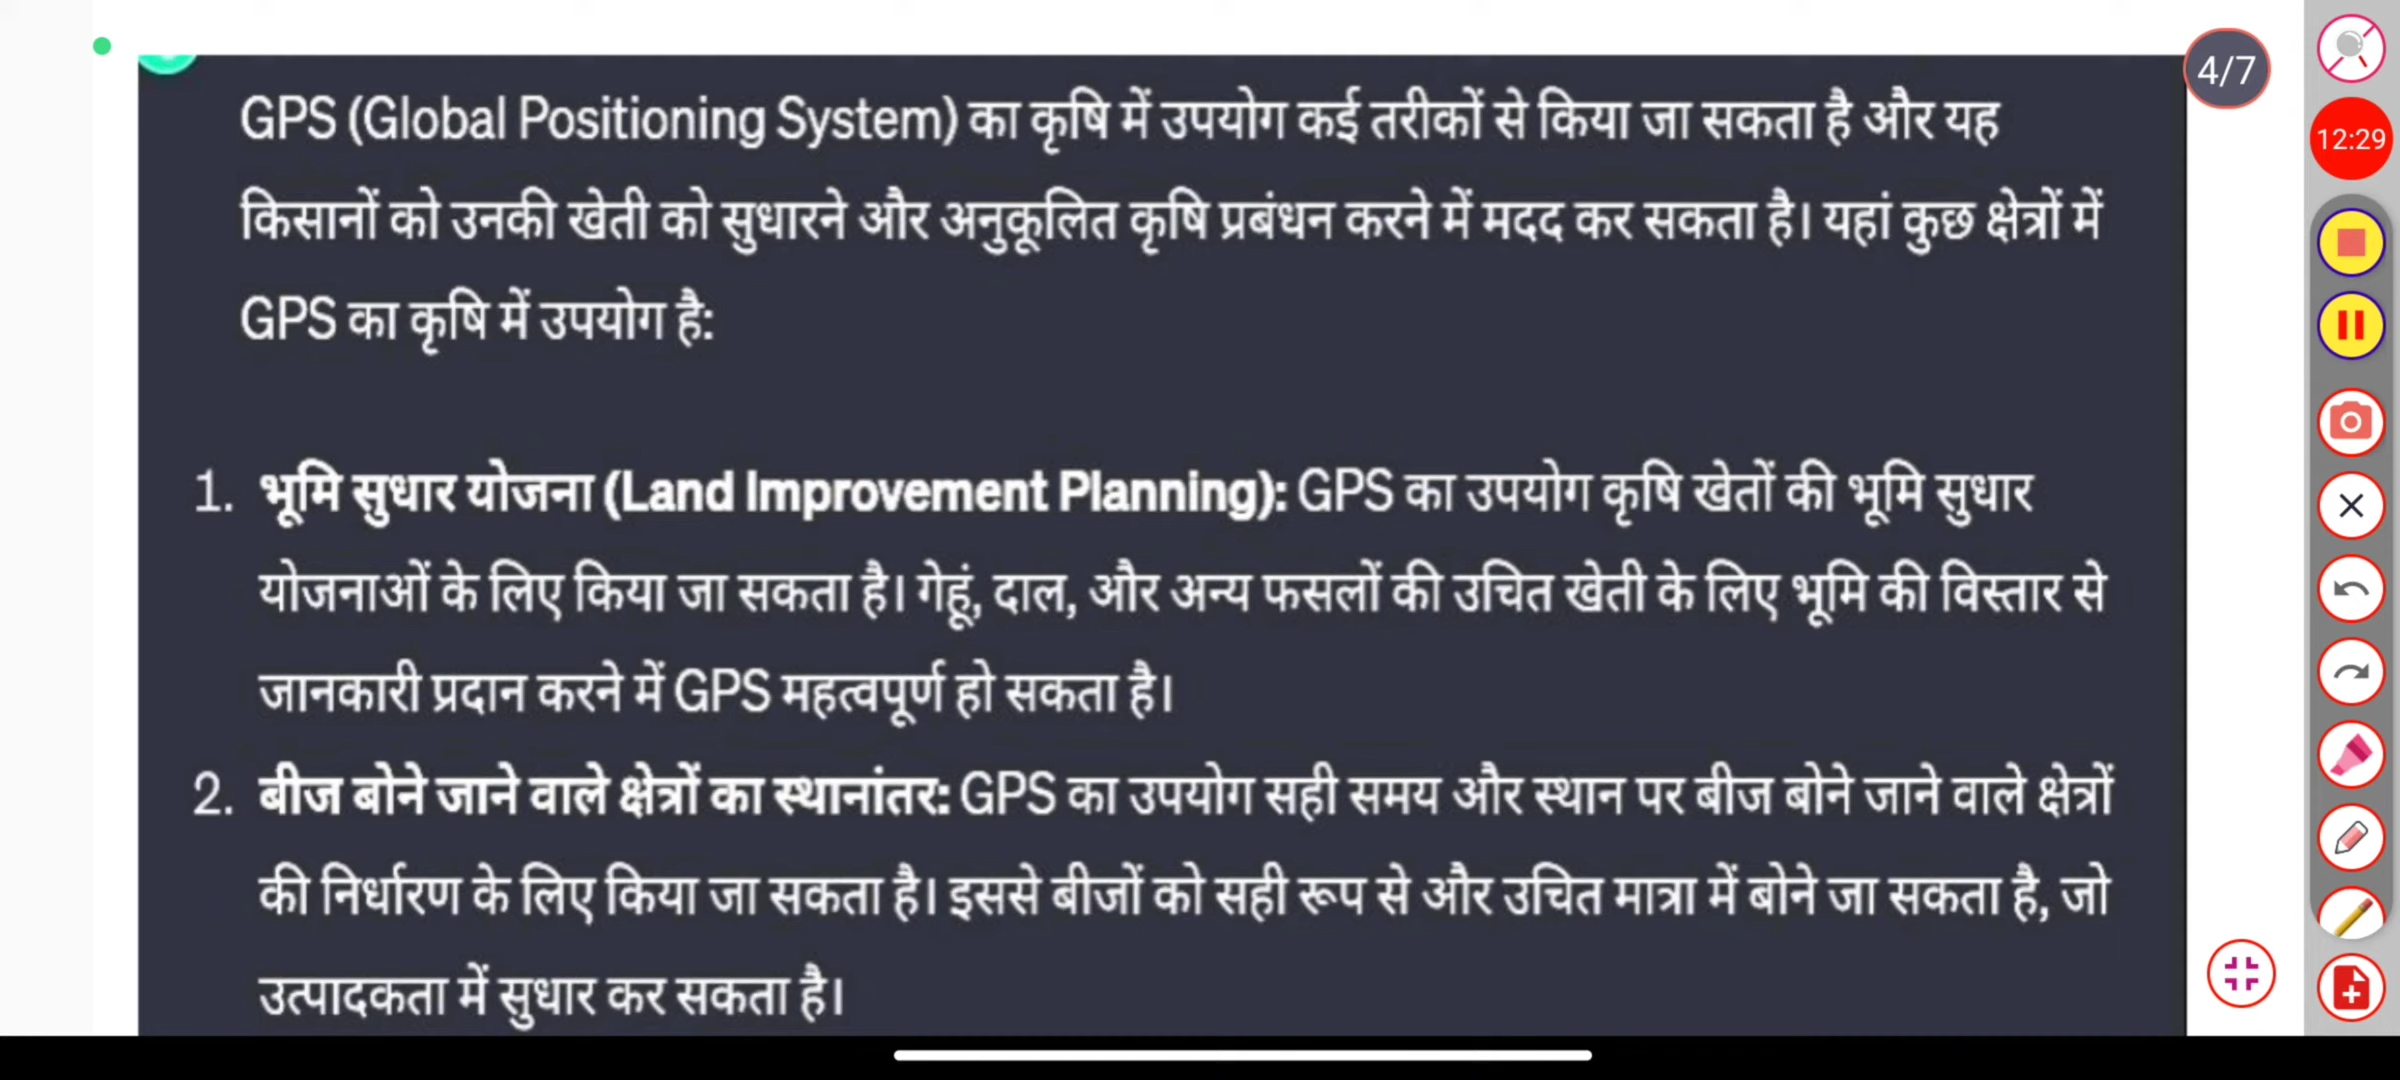 4/7
12:29
GPS (Global Positioning System) का कृषि में उपयोग कई तरीकों से किया जा सकता है और यह
किसानों को उनकी खेती को सुधारने और अनुकूलित कृषि प्रबंधन करने में मदद कर सकता है। यहां कुछ क्षेत्रों में
GPS का कृषि में उपयोग है:
1. भूमि सुधार योजना (Land Improvement Planning): GPS का उपयोग कृषि खेतों की भूमि सुधार
योजनाओं के लिए किया जा सकता है। गेहूं, दाल, और अन्य फसलों की उचित खेती के लिए भूमि की विस्तार से
जानकारी प्रदान करने में GPS महत्वपूर्ण हो सकता है।
2. बीज बोने जाने वाले क्षेत्रों का स्थानांतर: GPS का उपयोग सही समय और स्थान पर बीज बोने जाने वाले क्षेत्रों
की निर्धारण के लिए किया जा सकता है। इससे बीजों को सही रूप से और उचित मात्रा में बोने जा सकता है, जो
उत्पादकता में सुधार कर सकता है।